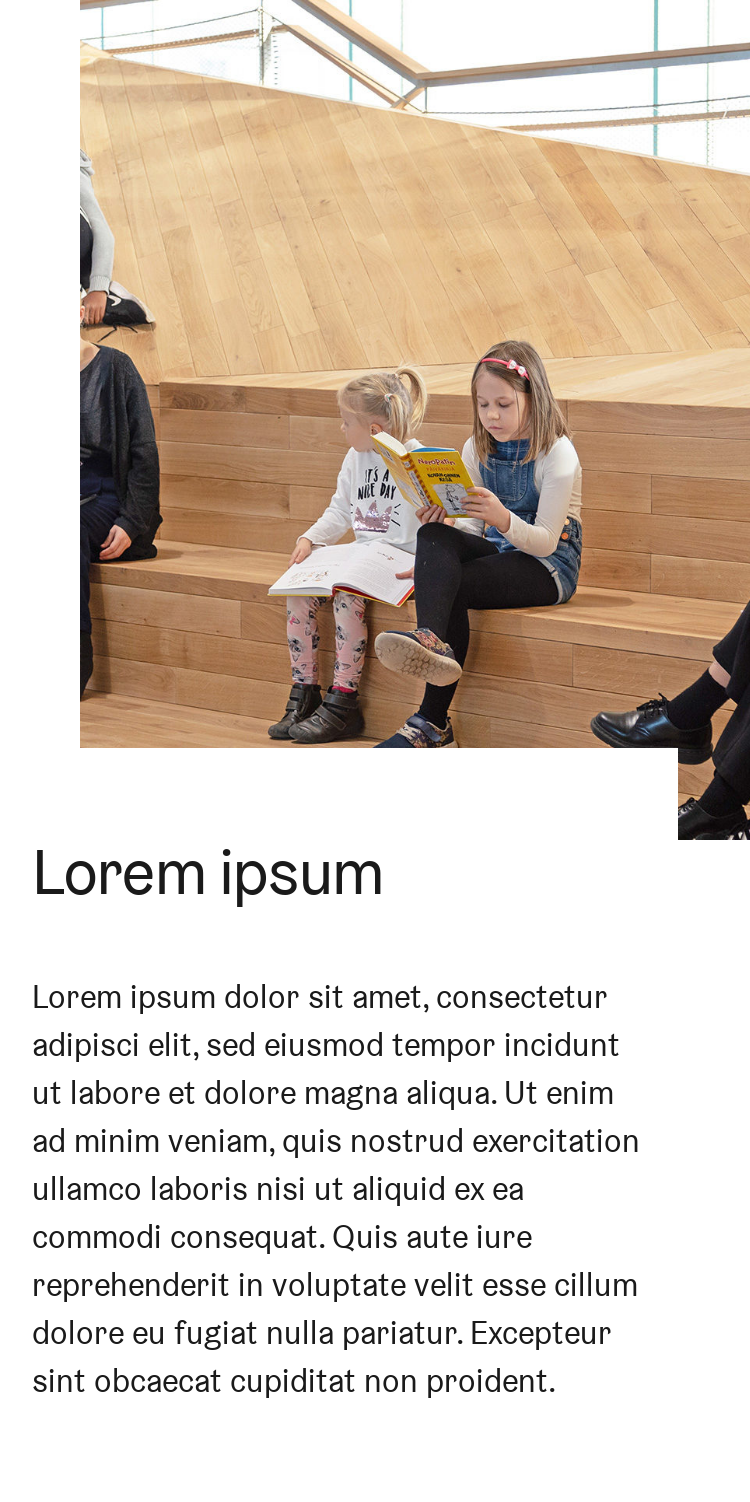 IT'S A
NICE DAY
Lorem ipsum
Lorem ipsum dolor sit amet, consectetur
adipisci elit, sed eiusmod tempor incidunt
ut labore et dolore magna aliqua. Ut enim
ad minim veniam, quis nostrud exercitation
ullamco laboris nisi ut aliquid ex ea
commodi consequat. Quis aute iure
reprehenderit in voluptate velit esse cillum
dolore eu fugiat nulla pariatur. Excepteur
sint obcaecat cupiditat non proident.